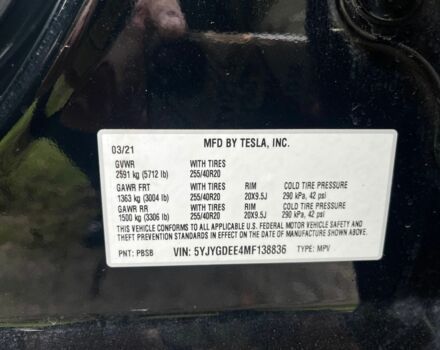 MFD BY TESLA, INC.
03/21
GVWR WITH TIRES
2591 kg (5712 lb) 255/40R20
GAWR FRT WITH TIRES RIM COLD TIRE PRESSURE
1363 kg (3004 lb) 255/40R20 20X9.5J 290 kPa, 42 psi
GAWR RR WITH TIRES RIM COLD TIRE PRESSURE
1500 kg (3306 lb) 255/40R20 20X9.5J 290 kPa, 42 psi
THIS VEHICLE CONFORMS TO ALL APPLICABLE U.S. FEDERAL MOTOR VEHICLE SAFETY AND
THEFT PREVENTION STANDARDS IN EFFECT ON THE DATE OF MANUFACTURE SHOWN ABOVE.
PNT: PBSB VIN: 5YJYGDEE4MF138836 TYPE: MPV